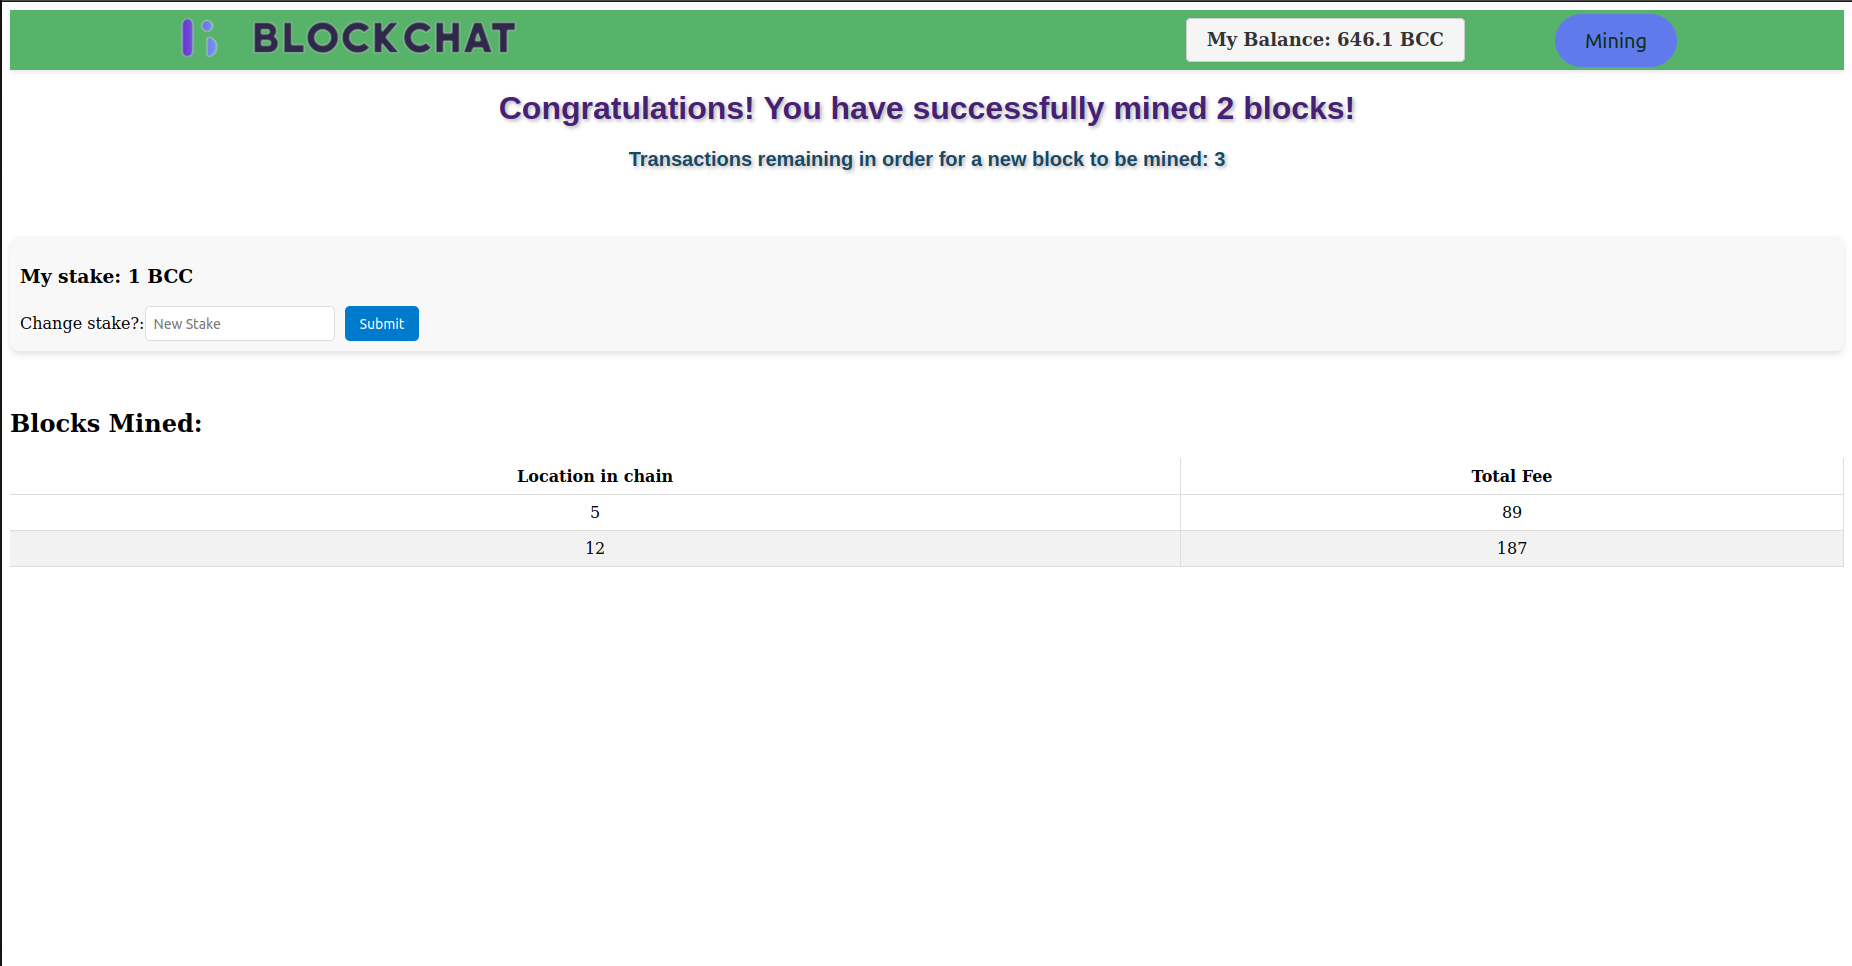 BLOCKCHAT
My Balance: 646.1 BCC
Mining
Congratulations! You have successfully mined 2 blocks!
Transactions remaining in order for a new block to be mined: 3
My stake: 1 BCC
Change stake?: New Stake Submit
Blocks Mined:
Location in chain Total Fee
5 89
12 187